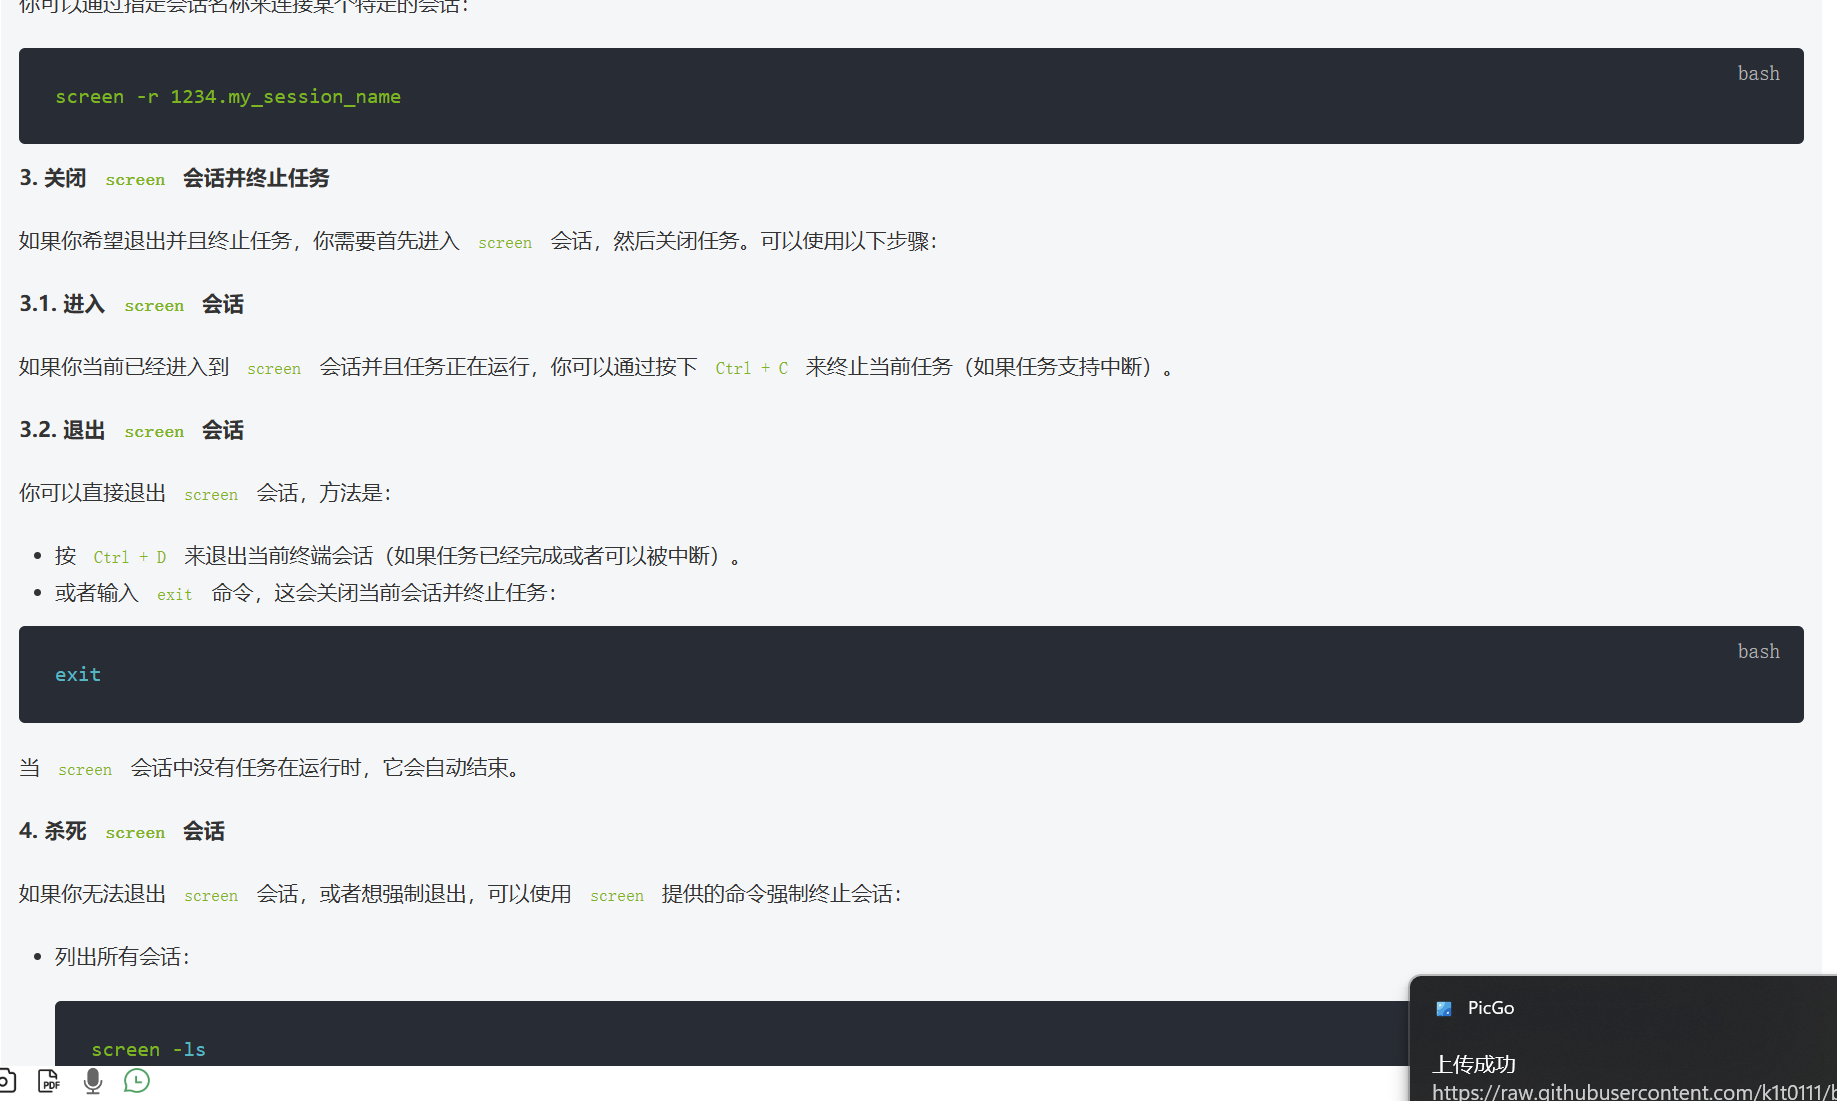 你可以通过指定会话名称来连接某个特定的会话：
bash
screen -r 1234.my_session_name
3. 关闭 screen 会话并终止任务
如果你希望退出并且终止任务，你需要首先进入 screen 会话，然后关闭任务。可以使用以下步骤：
3.1. 进入 screen 会话
如果你当前已经进入到 screen 会话并且任务正在运行，你可以通过按下 Ctrl + C 来终止当前任务（如果任务支持中断）。
3.2. 退出 screen 会话
你可以直接退出 screen 会话，方法是：
按 Ctrl + D 来退出当前终端会话（如果任务已经完成或者可以被中断）。
或者输入 exit 命令，这会关闭当前会话并终止任务：
bash
exit
当 screen 会话中没有任务在运行时，它会自动结束。
4. 杀死 screen 会话
如果你无法退出 screen 会话，或者想强制退出，可以使用 screen 提供的命令强制终止会话：
列出所有会话：
screen -ls
PDF
PicGo
上传成功
https://raw.githubusercontent.com/k1t0111/b